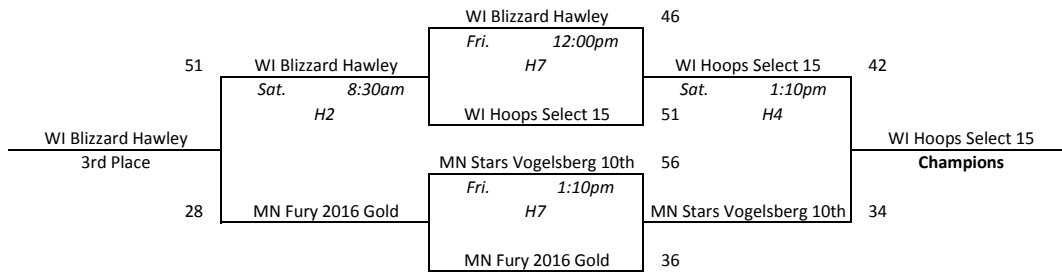 WI Blizzard Hawley 46
Fri. 12:00pm
51 WI Blizzard Hawley H7 WI Hoops Select 15 42
Sat. 8:30am Sat. 1:10pm
H2 WI Hoops Select 15 51 H4
WI Blizzard Hawley WI Hoops Select 15
3rd Place MN Stars Vogelsberg 10th 56 Champions
Fri. 1:10pm
28 MN Fury 2016 Gold H7 MN Stars Vogelsberg 10th 34
MN Fury 2016 Gold 36